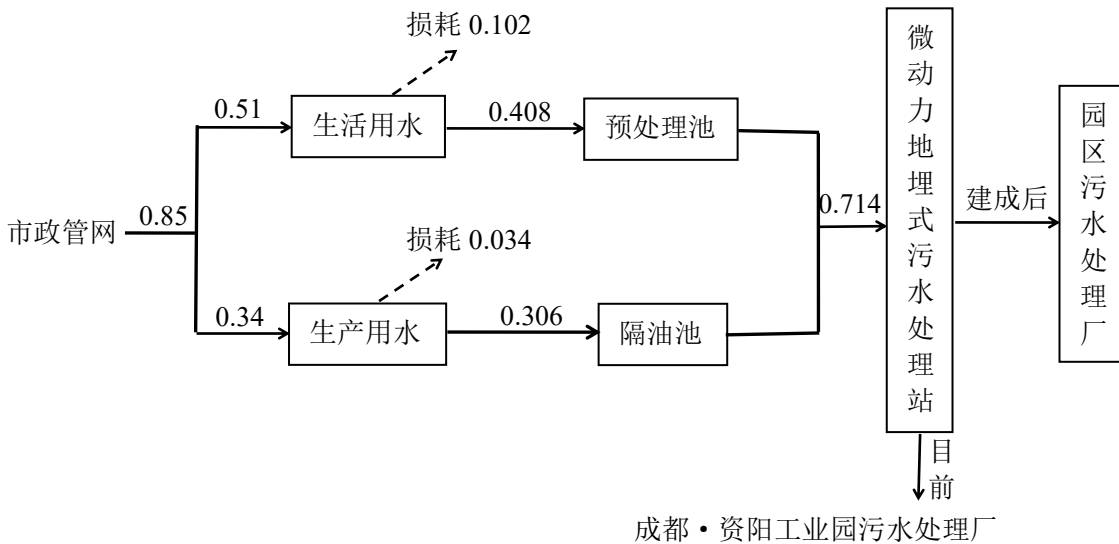 损耗 0.102
0.51
生活用水
0.408
预处理池
市政管网
0.85
损耗 0.034
0.34
生产用水
0.306
隔油池
0.714
微动力地埋式污水处理站
建成后
园区污水处理厂
目前
成都·资阳工业园污水处理厂